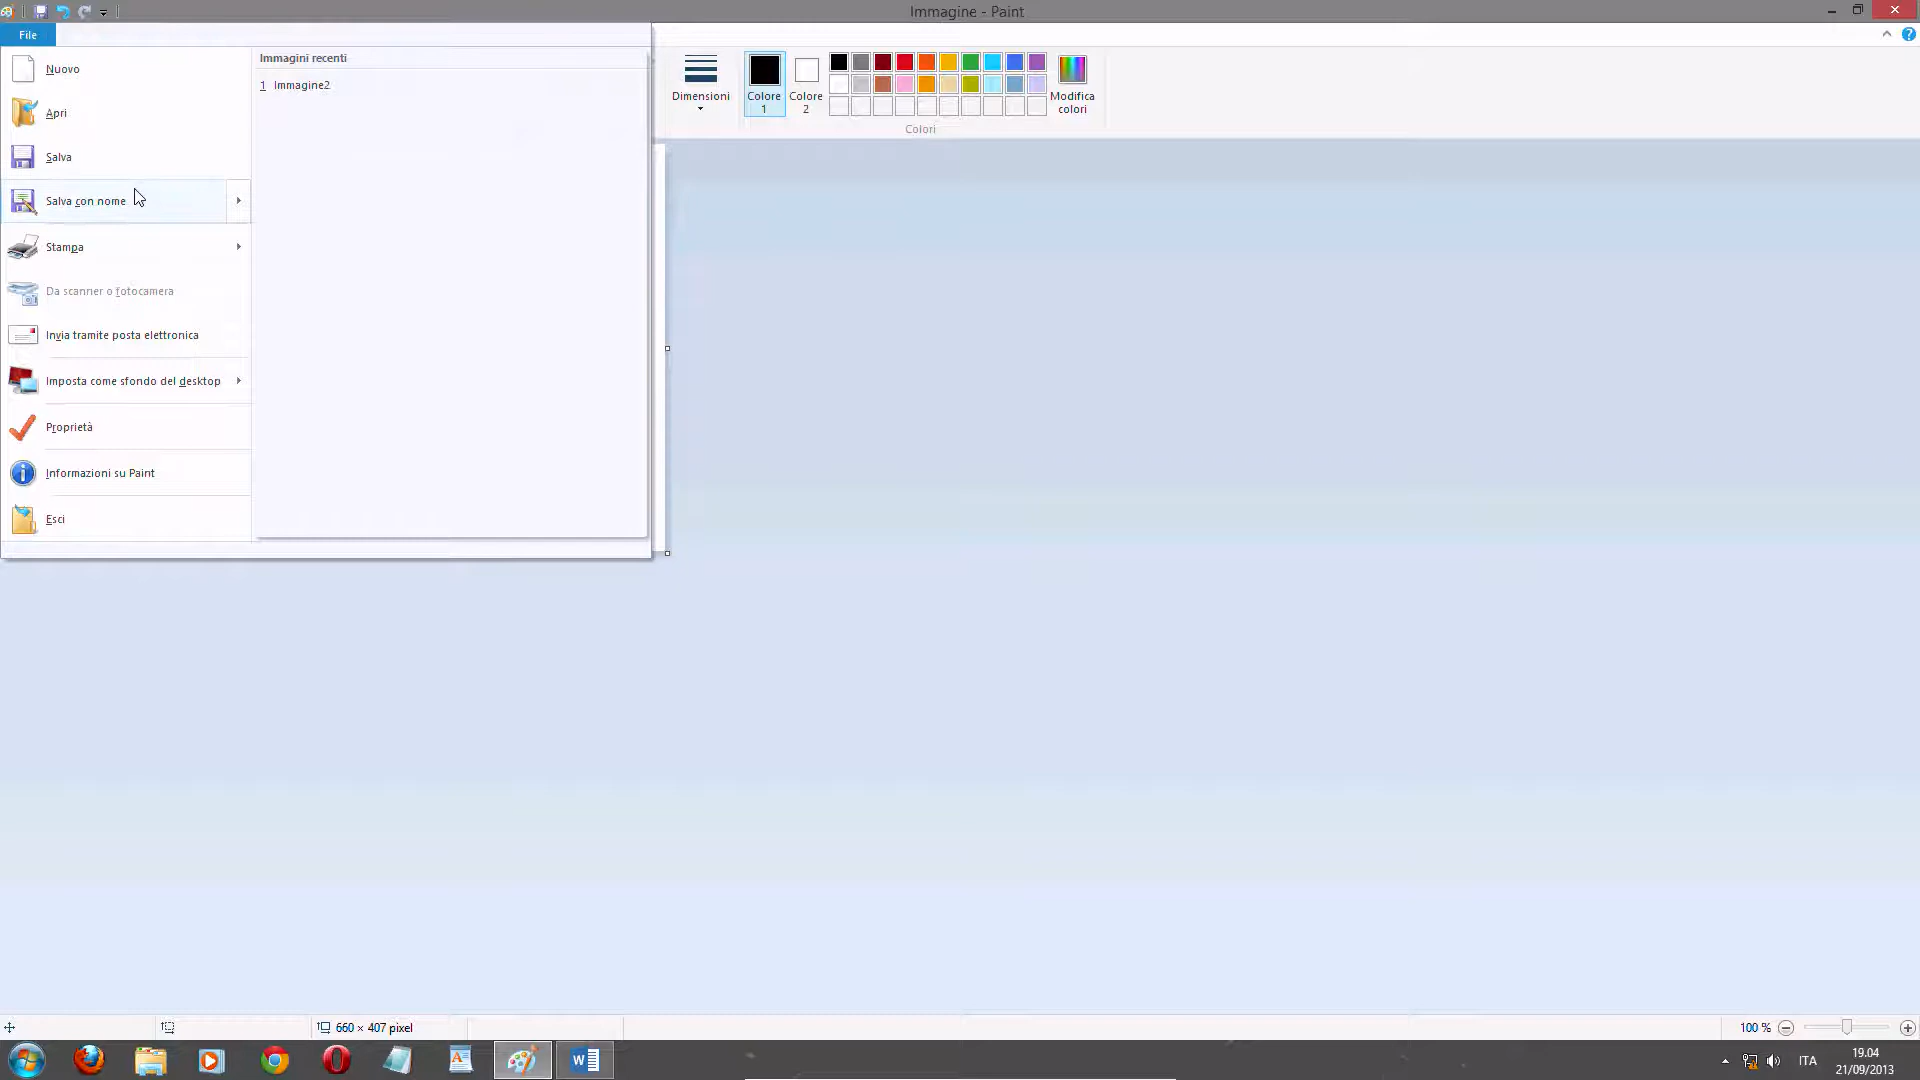 Immagine - Paint
File
Nuovo
Apri
Salva
Salva con nome
Stampa
Da scanner o fotocamera
Invia tramite posta elettronica
Imposta come sfondo del desktop
Proprietà
Informazioni su Paint
Esci
Immagini recenti
1 Immagine2
Dimensioni
Colore
1
Colore
2
Modifica
colori
Colori
660 × 407 pixel
100 %
ITA
19.04
21/09/2013